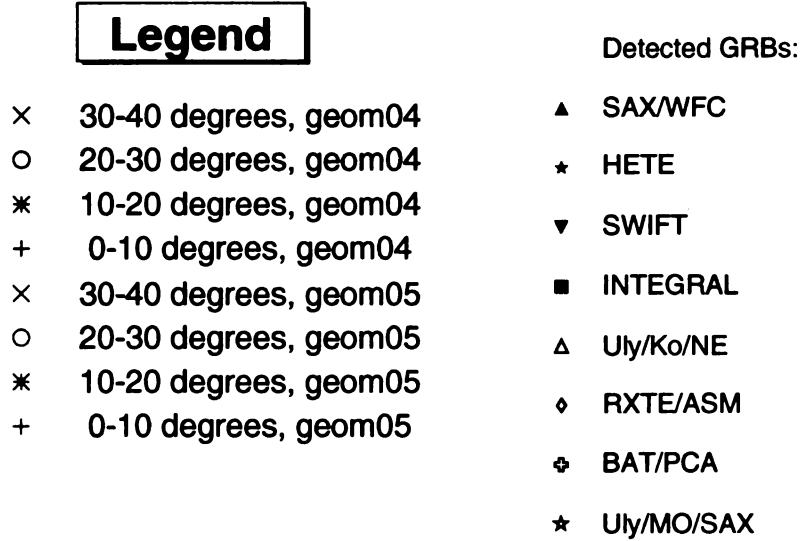 Legend
30-40 degrees, geom04
20-30 degrees, geom04
10-20 degrees, geom04
0-10 degrees, geom04
30-40 degrees, geom05
20-30 degrees, geom05
10-20 degrees, geom05
0-10 degrees, geom05
Detected GRBs:
SAX/WFC
HETE
SWIFT
INTEGRAL
Uly/Ko/NE
RXTE/ASM
BAT/PCA
Uly/MO/SAX